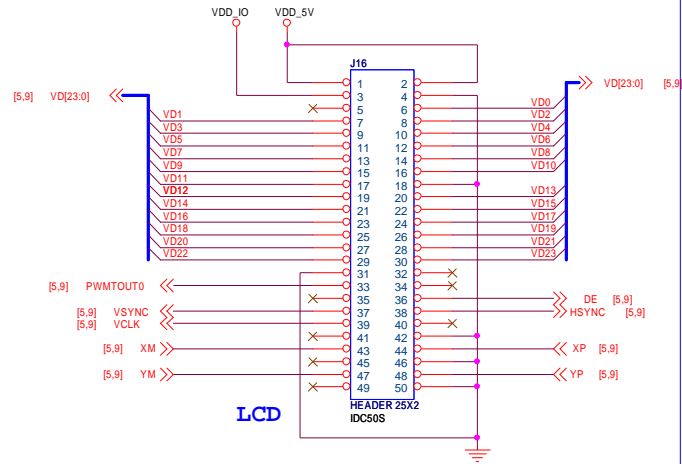 VDD_IO VDD_5V
J16
[5,9] VD[23:0] VD[23:0] [5,9]
1 2
3 4
5 6 VD0
VD1 7 8 VD2
VD3 9 10 VD4
VD5 11 12 VD6
VD7 13 14 VD8
VD9 15 16 VD10
VD11 17 18
VD12 19 20 VD13
VD14 21 22 VD15
VD16 23 24 VD17
VD18 25 26 VD19
VD20 27 28 VD21
VD22 29 30 VD23
31 32
[5,9] PWMTOUT0 33 34
35 36 DE [5,9]
[5,9] VSYNC 37 38 HSYNC [5,9]
[5,9] VCLK 39 40
41 42
[5,9] XM 43 44 XP [5,9]
45 46
[5,9] YM 47 48 YP [5,9]
49 50
LCD
HEADER 25X2
IDC50S